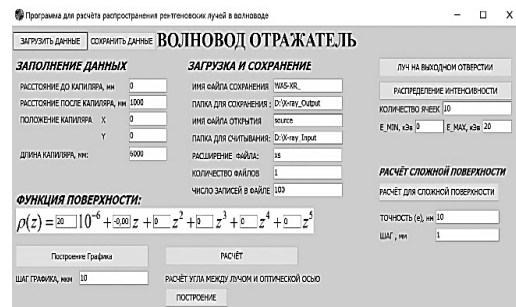 Программа для расчёта распространения рентгеновских лучей в волноводе
ЗАГРУЗИТЬ ДАННЫЕ СОХРАНИТЬ ДАННЫЕ ВОЛНОВОД ОТРАЖАТЕЛЬ
ЗАПОЛНЕНИЕ ДАННЫХ
РАССТОЯНИЕ ДО КАПИЛЯРА, мм 0
РАССТОЯНИЕ ПОСЛЕ КАПИЛЯРА, мм 1000
ПОЛОЖЕНИЕ КАПИЛЯРА X 0
Y 0
ДЛИНА КАПИЛЯРА, мм: 6000
ЗАГРУЗКА И СОХРАНЕНИЕ
ИМЯ ФАЙЛА СОХРАНЕНИЯ WAS-XR_
ПАПКА ДЛЯ СОХРАНЕНИЯ : D:\X-ray_Output
ИМЯ ФАЙЛА ОТКРЫТИЯ source
ПАПКА ДЛЯ СЧИТЫВАНИЯ: D:\X-ray_Input
РАСШИРЕНИЕ ФАЙЛА: xs
КОЛИЧЕСТВО ФАЙЛОВ 1
ЧИСЛО ЗАПИСЕЙ В ФАЙЛЕ 100
ЛУЧ НА ВЫХОДНОМ ОТВЕРСТИИ
РАСПРЕДЕЛЕНИЕ ИНТЕНСИВНОСТИ
КОЛИЧЕСТВО ЯЧЕЕК 10
E_MIN, кЭв 0 E_MAX, кЭв 20
РАСЧЁТ СЛОЖНОЙ ПОВЕРХНОСТИ
РАСЧЁТ ДЛЯ СЛОЖНОЙ ПОВЕРХНОСТИ
ТОЧНОСТЬ (e), нм 10
ШАГ , мм 1
ФУНКЦИЯ ПОВЕРХНОСТИ:
ρ(z) = 20 10⁻⁶ + -0,00 z + 0 z² + 0 z³ + 0 z⁴ + 0 z⁵
Построение Графика РАСЧЁТ
ШАГ ГРАФИКА, мкм 10 РАСЧЁТ УГЛА МЕЖДУ ЛУЧОМ И ОПТИЧЕСКОЙ ОСЬЮ
ПОСТРОЕНИЕ